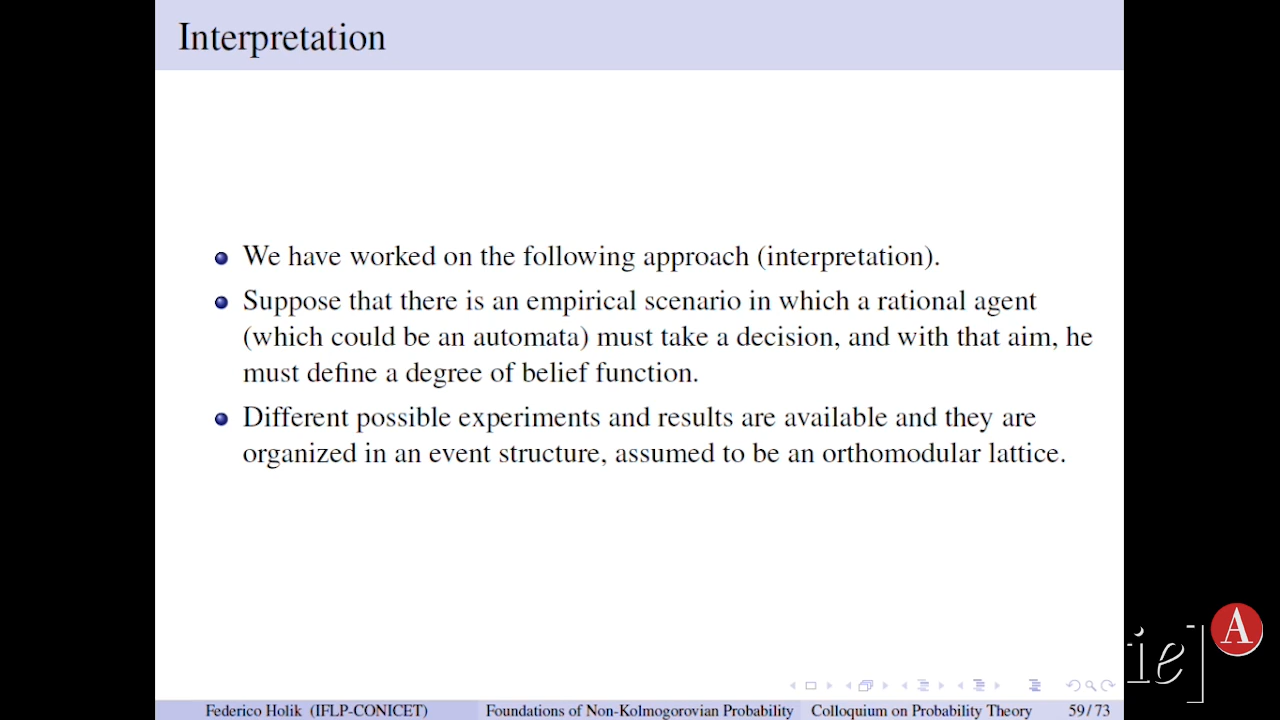 Interpretation
We have worked on the following approach (interpretation).
Suppose that there is an empirical scenario in which a rational agent
(which could be an automata) must take a decision, and with that aim, he
must define a degree of belief function.
Different possible experiments and results are available and they are
organized in an event structure, assumed to be an orthomodular lattice.
A
ie]
Federico Holik (IFLP-CONICET) Foundations of Non-Kolmogorovian Probability Colloquium on Probability Theory 59 / 73